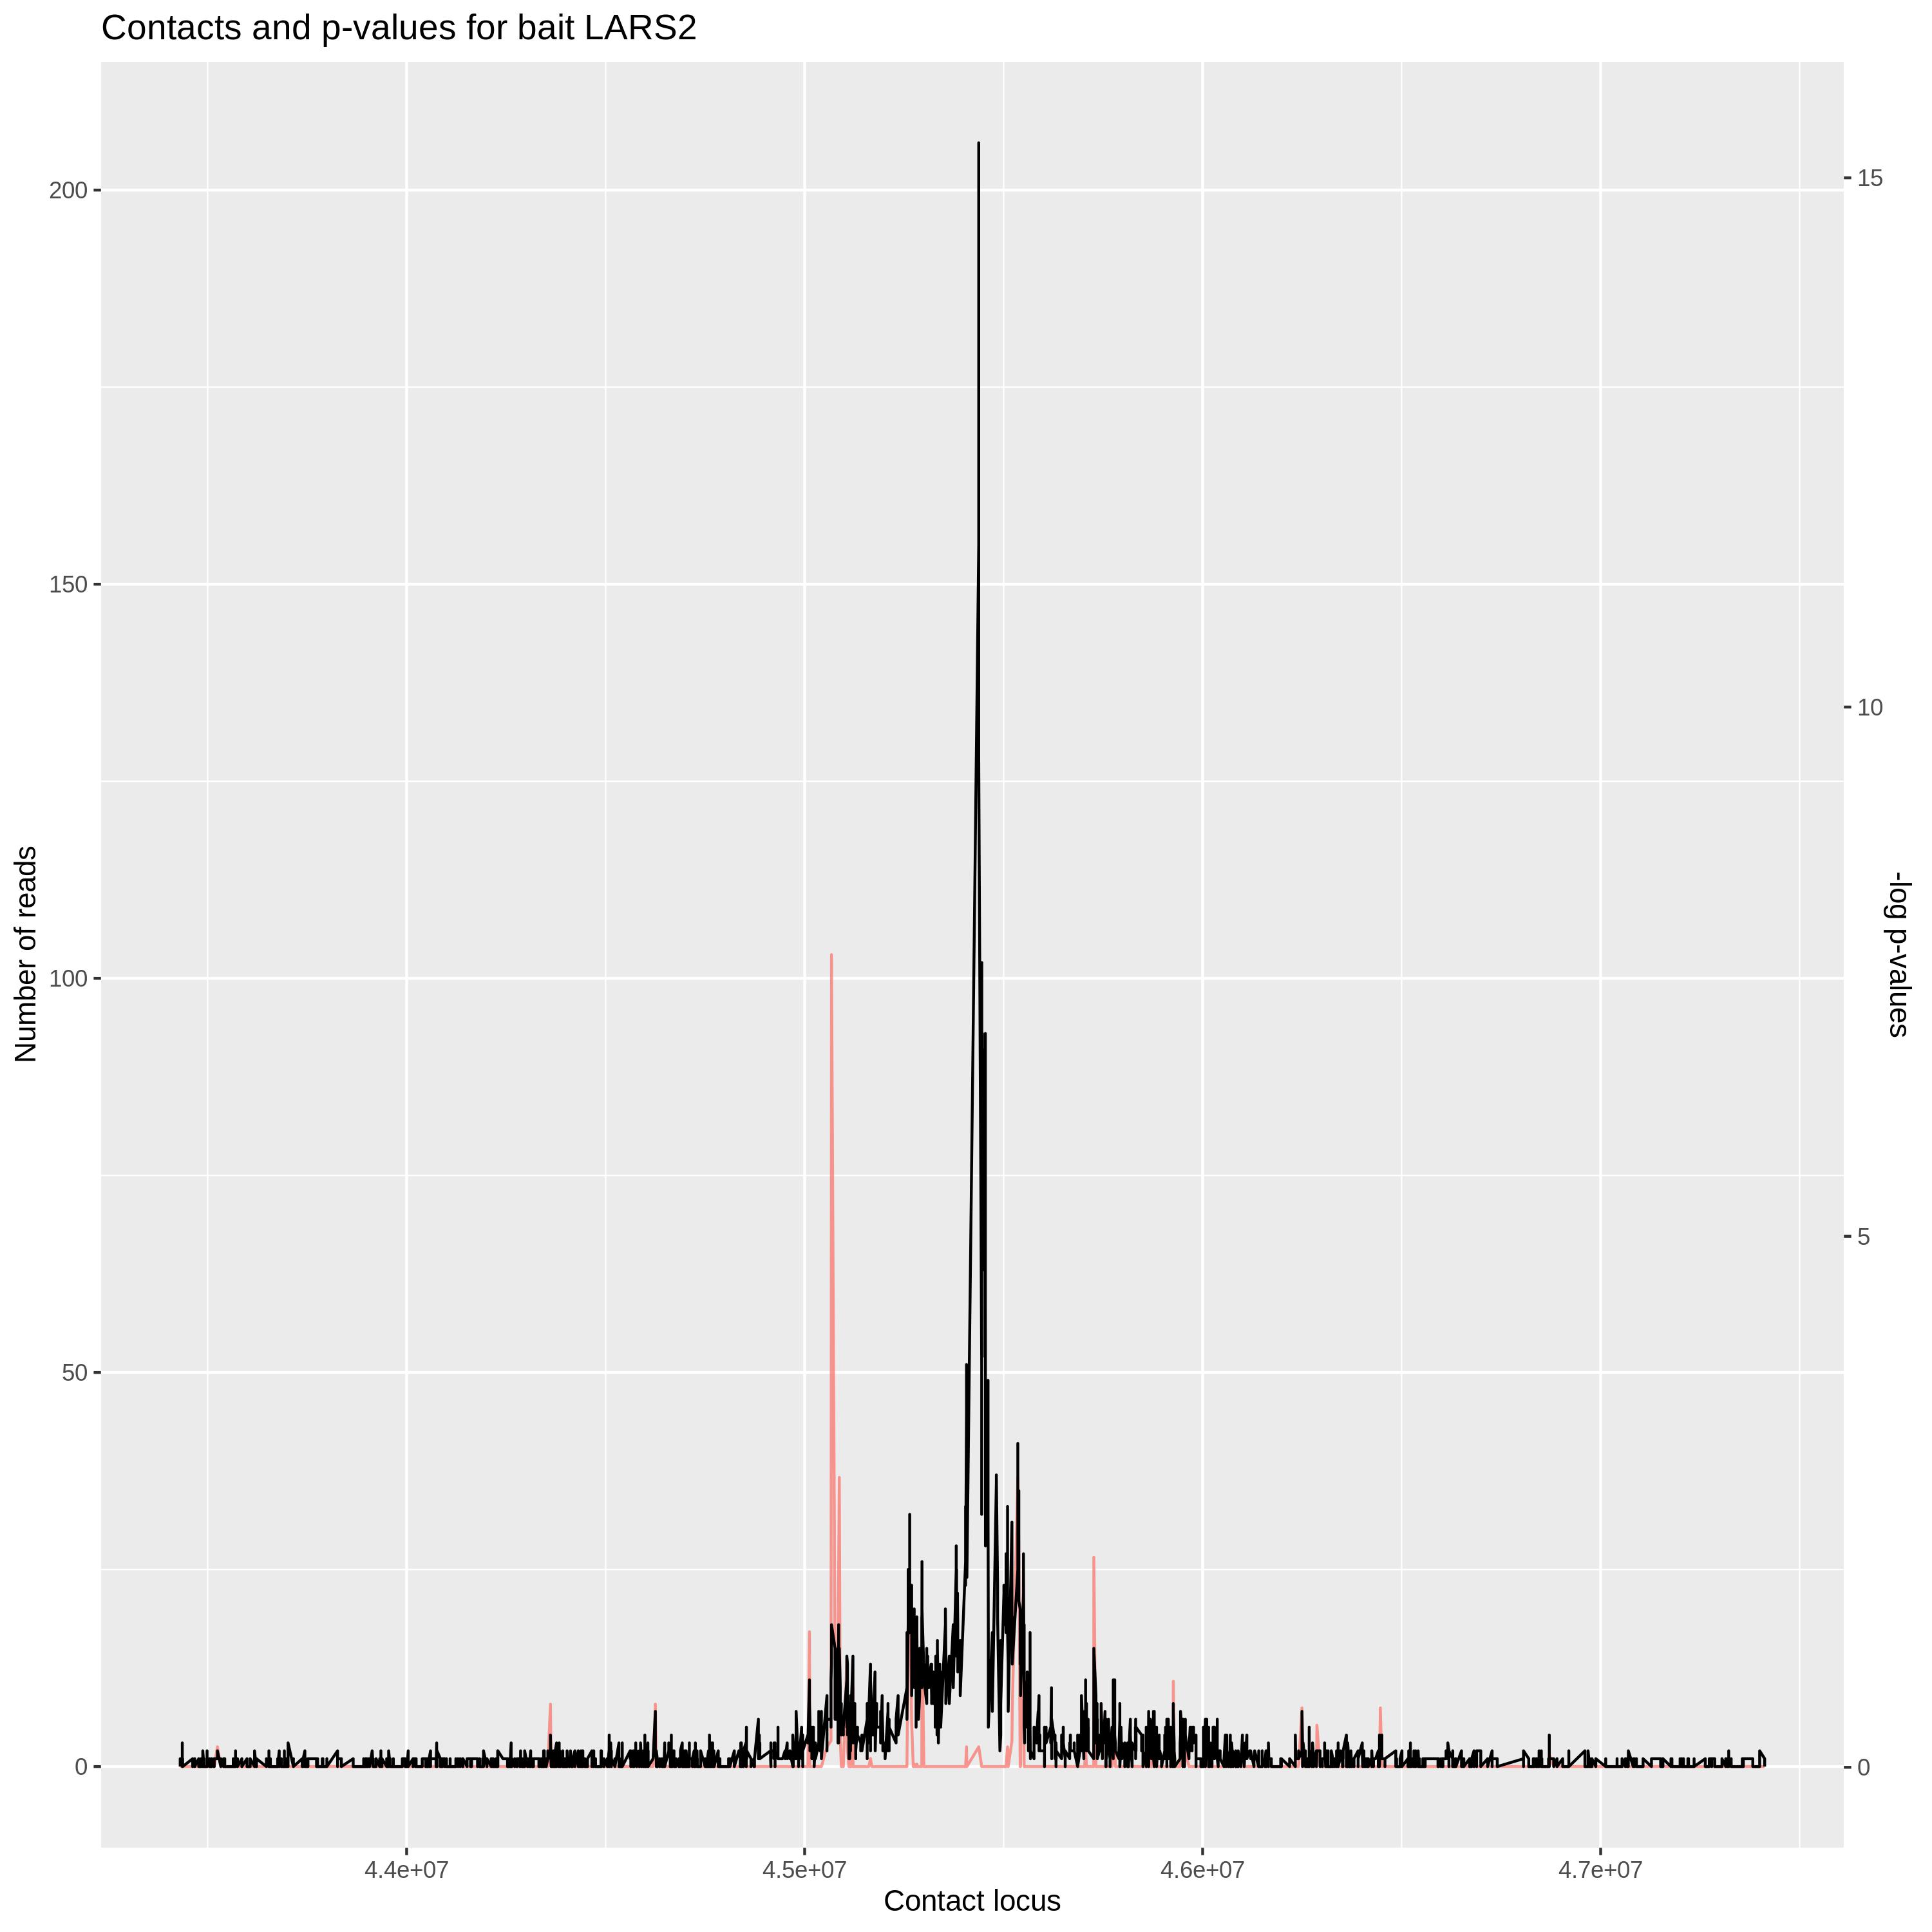 Contacts and p-values for bait LARS2
200
150
100
50
0
Number of reads
15
10
5
0
-log p-values
4.4e+07
4.5e+07
4.6e+07
4.7e+07
Contact locus